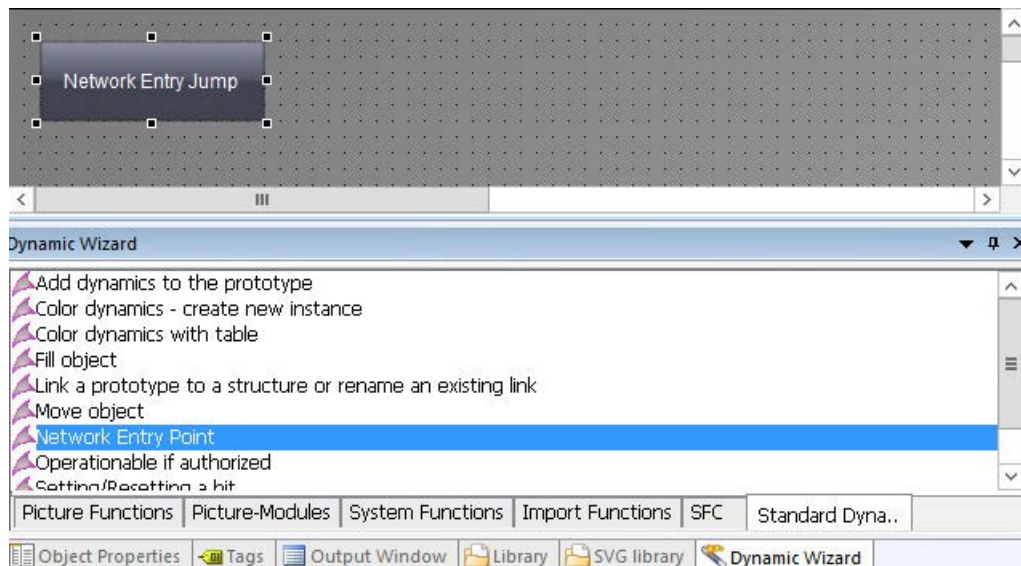 Network Entry Jump
Dynamic Wizard
Add dynamics to the prototype
Color dynamics - create new instance
Color dynamics with table
Fill object
Link a prototype to a structure or rename an existing link
Move object
Network Entry Point
Operationable if authorized
Setting/Resetting a bit
Picture Functions Picture-Modules System Functions Import Functions SFC Standard Dyna..
Object Properties Tags Output Window Library SVG library Dynamic Wizard